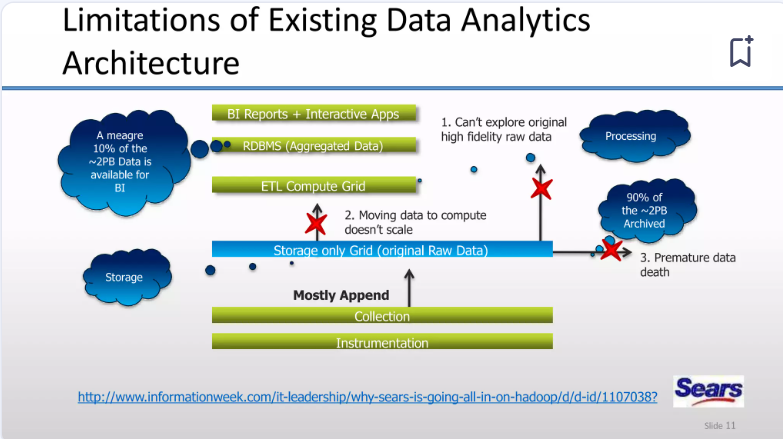 Limitations of Existing Data Analytics
Architecture
A meagre
10% of the
~2PB Data is
available for
BI
BI Reports + Interactive Apps
RDBMS (Aggregated Data)
ETL Compute Grid
1. Can't explore original
high fidelity raw data
Processing
2. Moving data to compute
doesn't scale
90% of
the ~2PB
Archived
Storage only Grid (original Raw Data)
3. Premature data
death
Storage
Mostly Append
Collection
Instrumentation
http://www.informationweek.com/it-leadership/why-sears-is-going-all-in-on-hadoop/d/d-id/1107038?
Sears
Slide 11